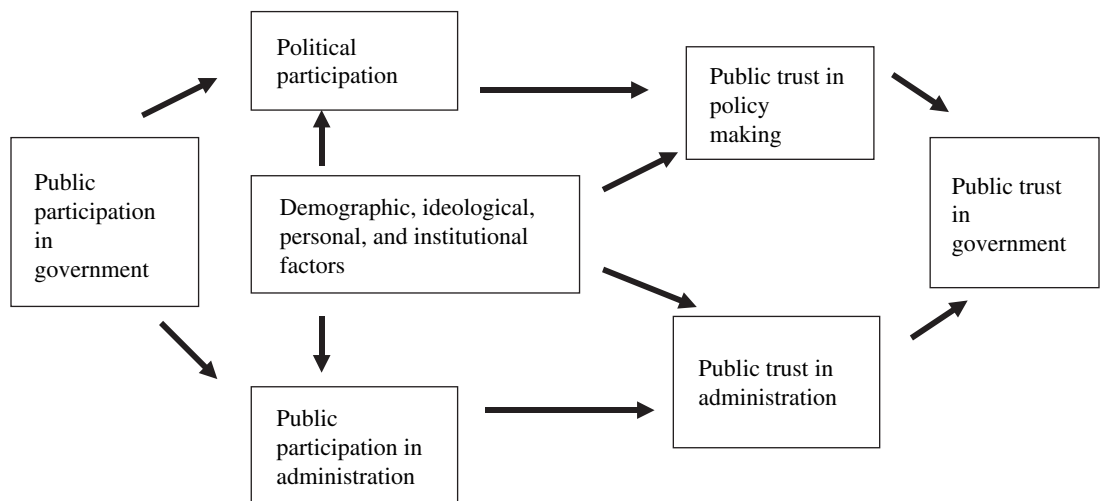 Political
participation
Public trust in
policy
making
Public
participation
in
government
Demographic, ideological,
personal, and institutional
factors
Public trust
in
government
Public trust in
administration
Public
participation in
administration